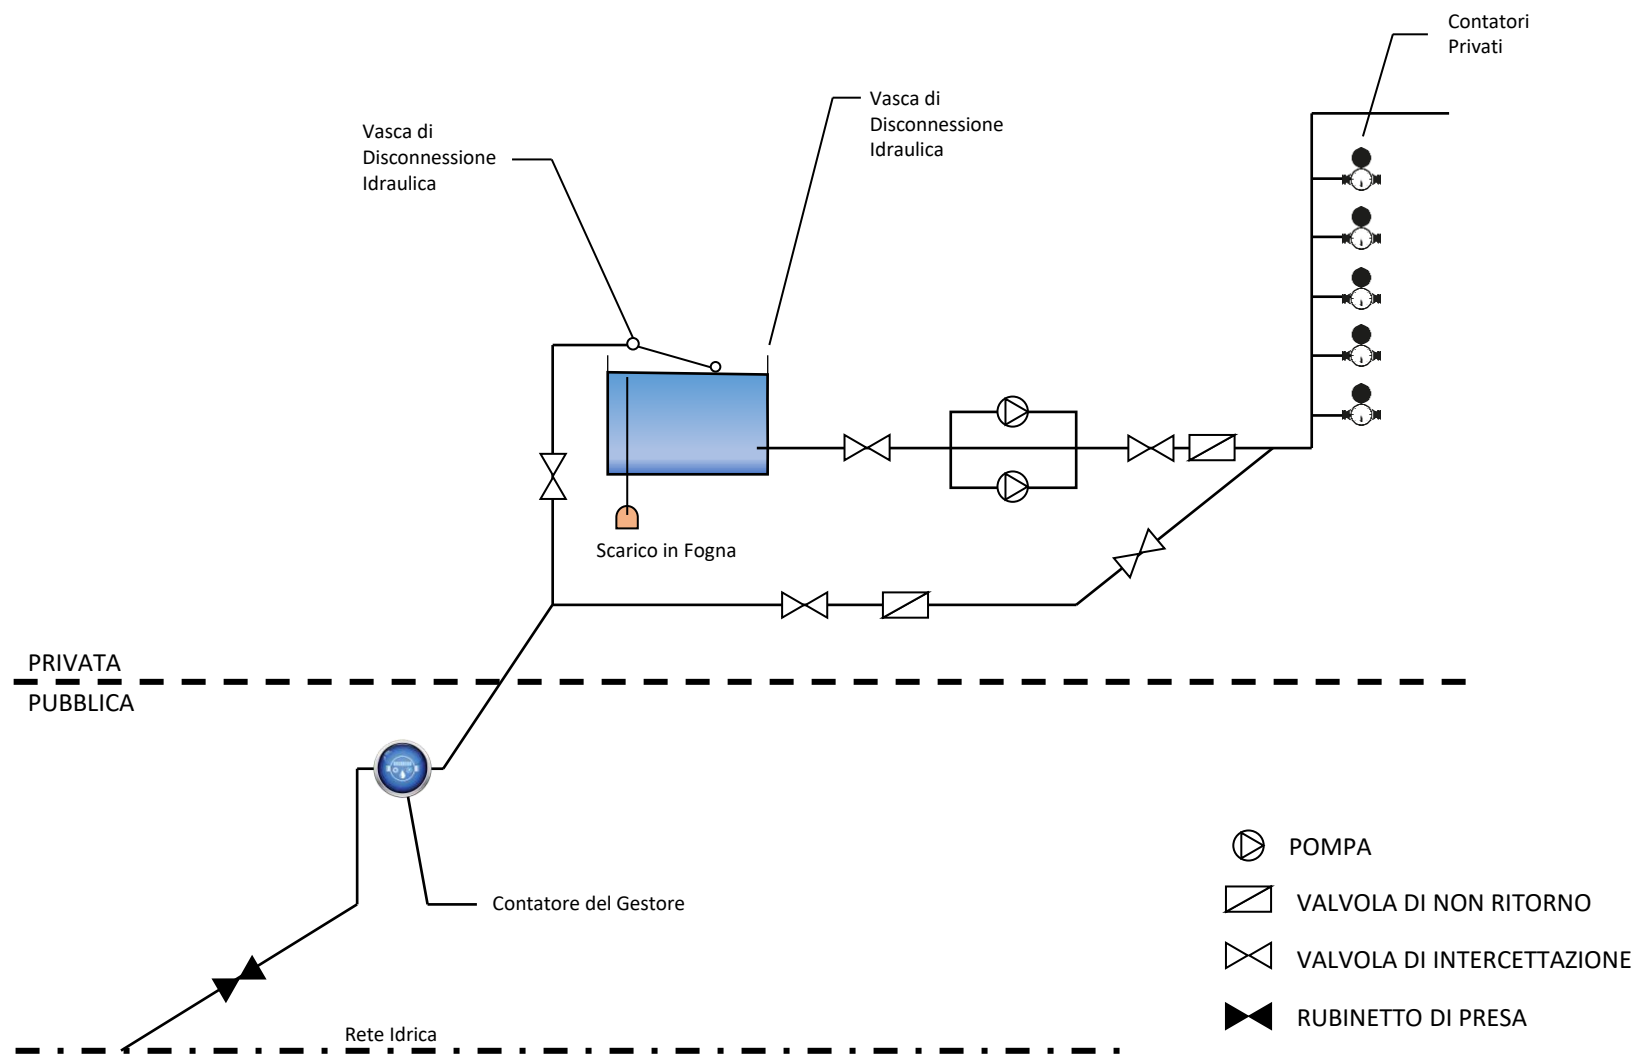 Contatori
Privati
Vasca di
Disconnessione
Idraulica
Vasca di
Disconnessione
Idraulica
Scarico in Fogna
PRIVATA
PUBBLICA
Contatore del Gestore
POMPA
VALVOLA DI NON RITORNO
VALVOLA DI INTERCETTAZIONE
RUBINETTO DI PRESA
Rete Idrica